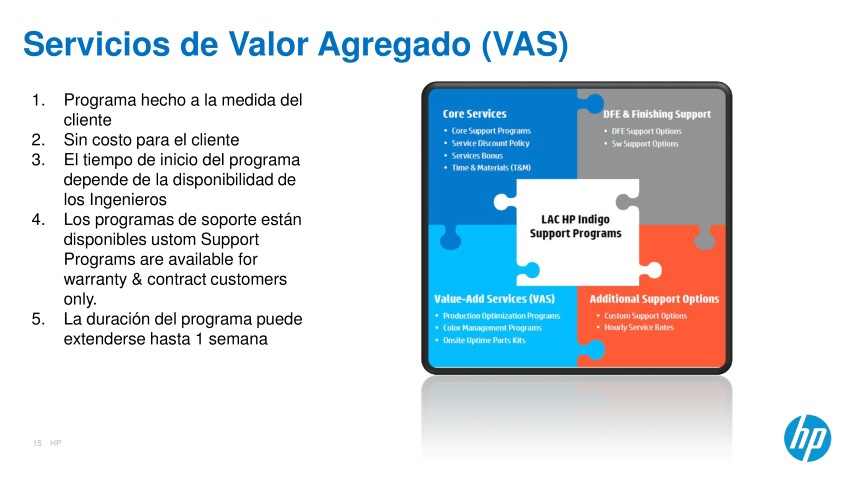 Servicios de Valor Agregado (VAS)
1. Programa hecho a la medida del
cliente
2. Sin costo para el cliente
3. El tiempo de inicio del programa
depende de la disponibilidad de
los Ingenieros
4. Los programas de soporte están
disponibles ustom Support
Programs are available for
warranty & contract customers
only.
5. La duración del programa puede
extenderse hasta 1 semana
Core Services
• Core Support Programs
• Service Discount Policy
• Services Bonus
• Time & Materials (T&M)
DFE & Finishing Support
• DFE Support Options
• Sw Support Options
LAC HP Indigo
Support Programs
Value-Add Services (VAS)
• Production Optimization Programs
• Color Management Programs
• Onsite Uptime Parts Kits
Additional Support Options
• Custom Support Options
• Hourly Service Rates
15 HP
hp